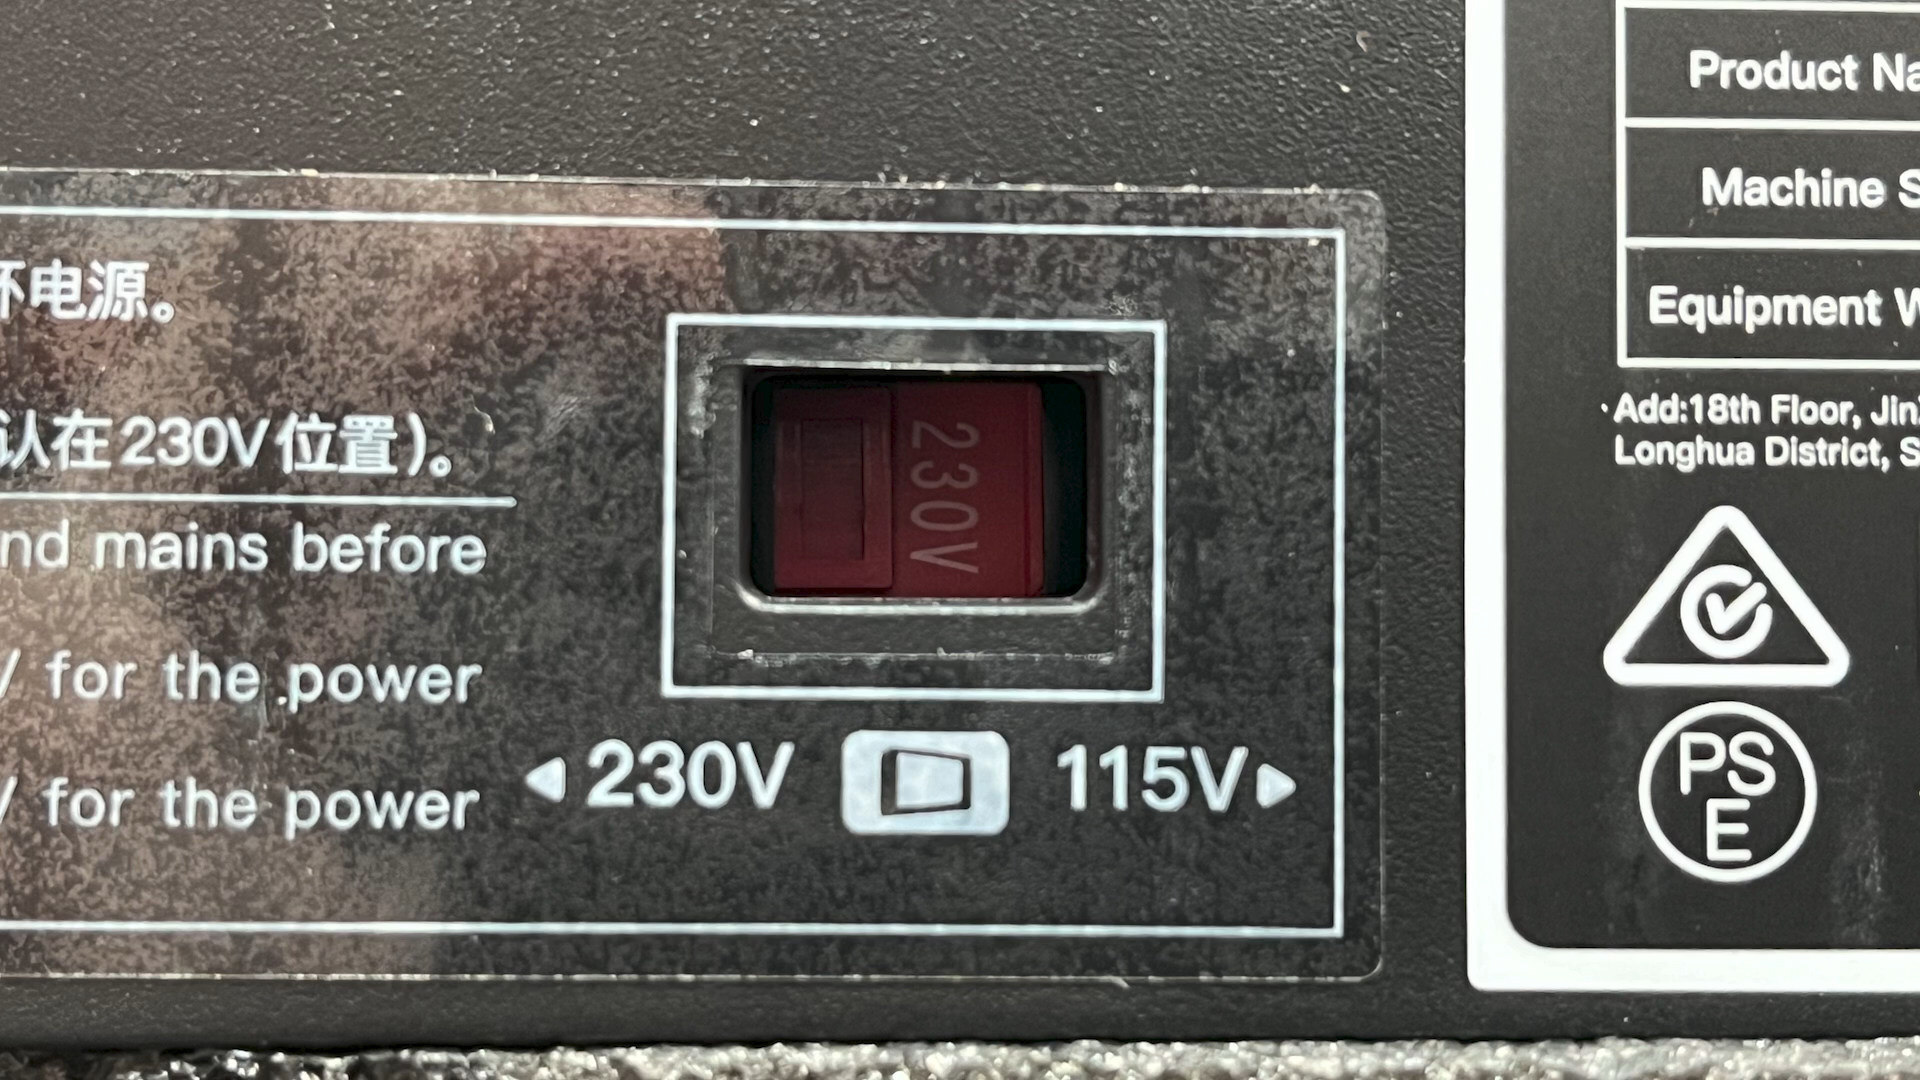 环电源。
认在230V位置)。
nd mains before
for the power
for the power
230V
230V
115V
Product Na
Machine S
Equipment W
Add:18th Floor, Jin
Longhua District, S
PS
E